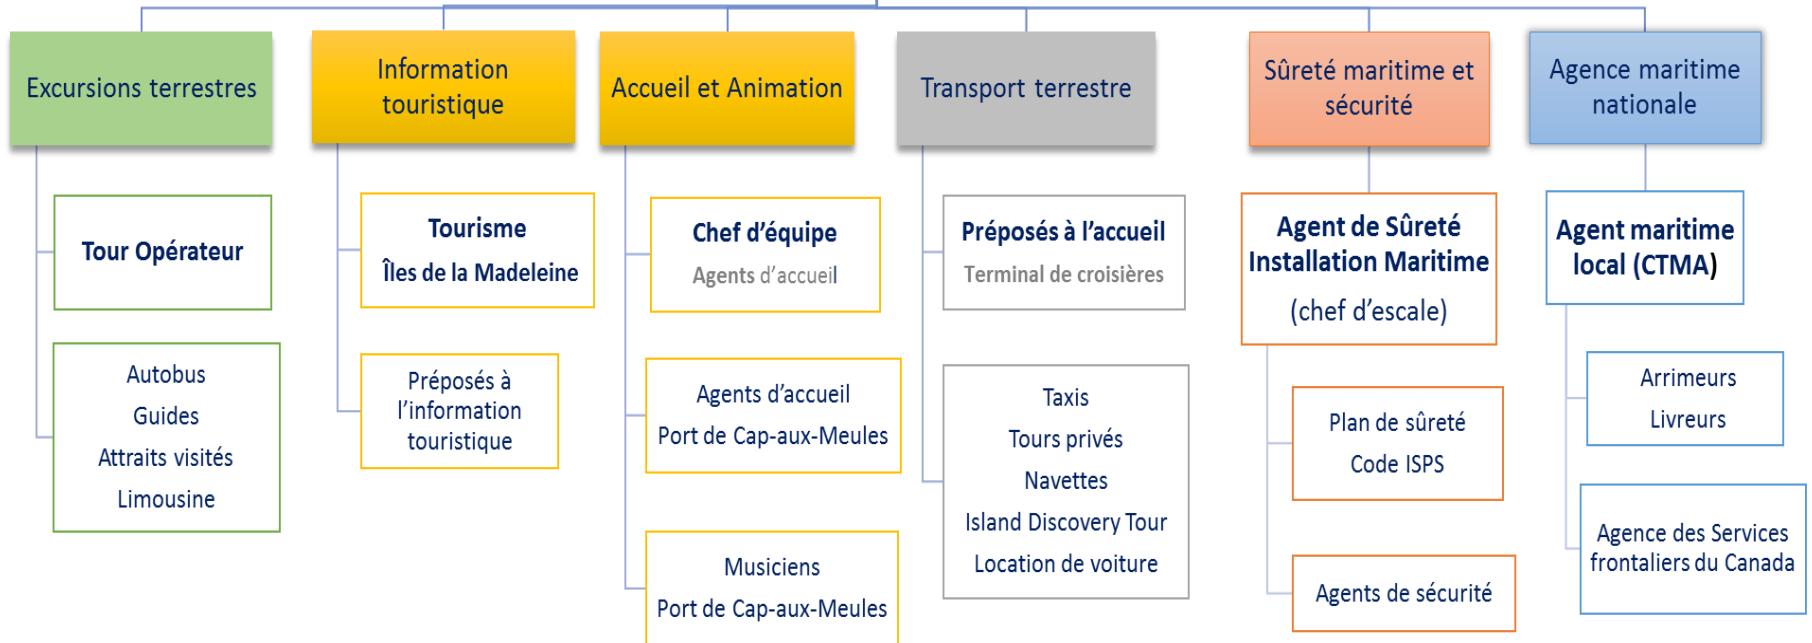 Excursions terrestres
Information
touristique
Accueil et Animation
Transport terrestre
Sûreté maritime et
sécurité
Agence maritime
nationale
Tour Opérateur
Autobus
Guides
Attraits visités
Limousine
Tourisme
Îles de la Madeleine
Préposés à
l’information
touristique
Chef d’équipe
Agents d’accueil
Agents d’accueil
Port de Cap-aux-Meules
Musiciens
Port de Cap-aux-Meules
Préposés à l’accueil
Terminal de croisières
Taxis
Tours privés
Navettes
Island Discovery Tour
Location de voiture
Agent de Sûreté
Installation Maritime
(chef d’escale)
Plan de sûreté
Code ISPS
Agents de sécurité
Agent maritime
local (CTMA)
Arrimeurs
Livreurs
Agence des Services
frontaliers du Canada